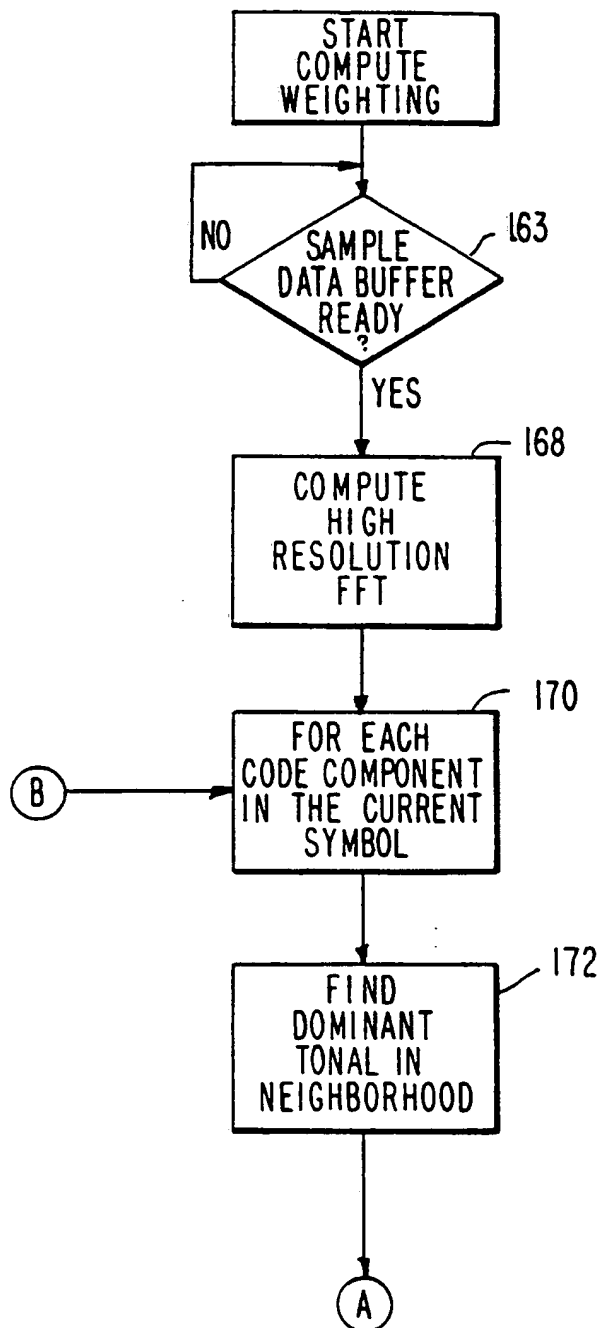 START
COMPUTE
WEIGHTING
NO
SAMPLE
DATA BUFFER
READY
?
163
YES
168
COMPUTE
HIGH
RESOLUTION
FFT
170
FOR EACH
CODE COMPONENT
IN THE CURRENT
SYMBOL
B
172
FIND
DOMINANT
TONAL IN
NEIGHBORHOOD
A